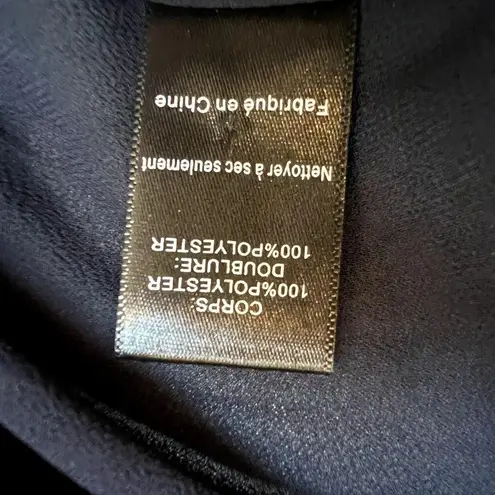 CORPS:
100%POLYESTER
DOUBLURE:
100%POLYESTER
Nettoyer à sec seulement
Fabriqué en Chine